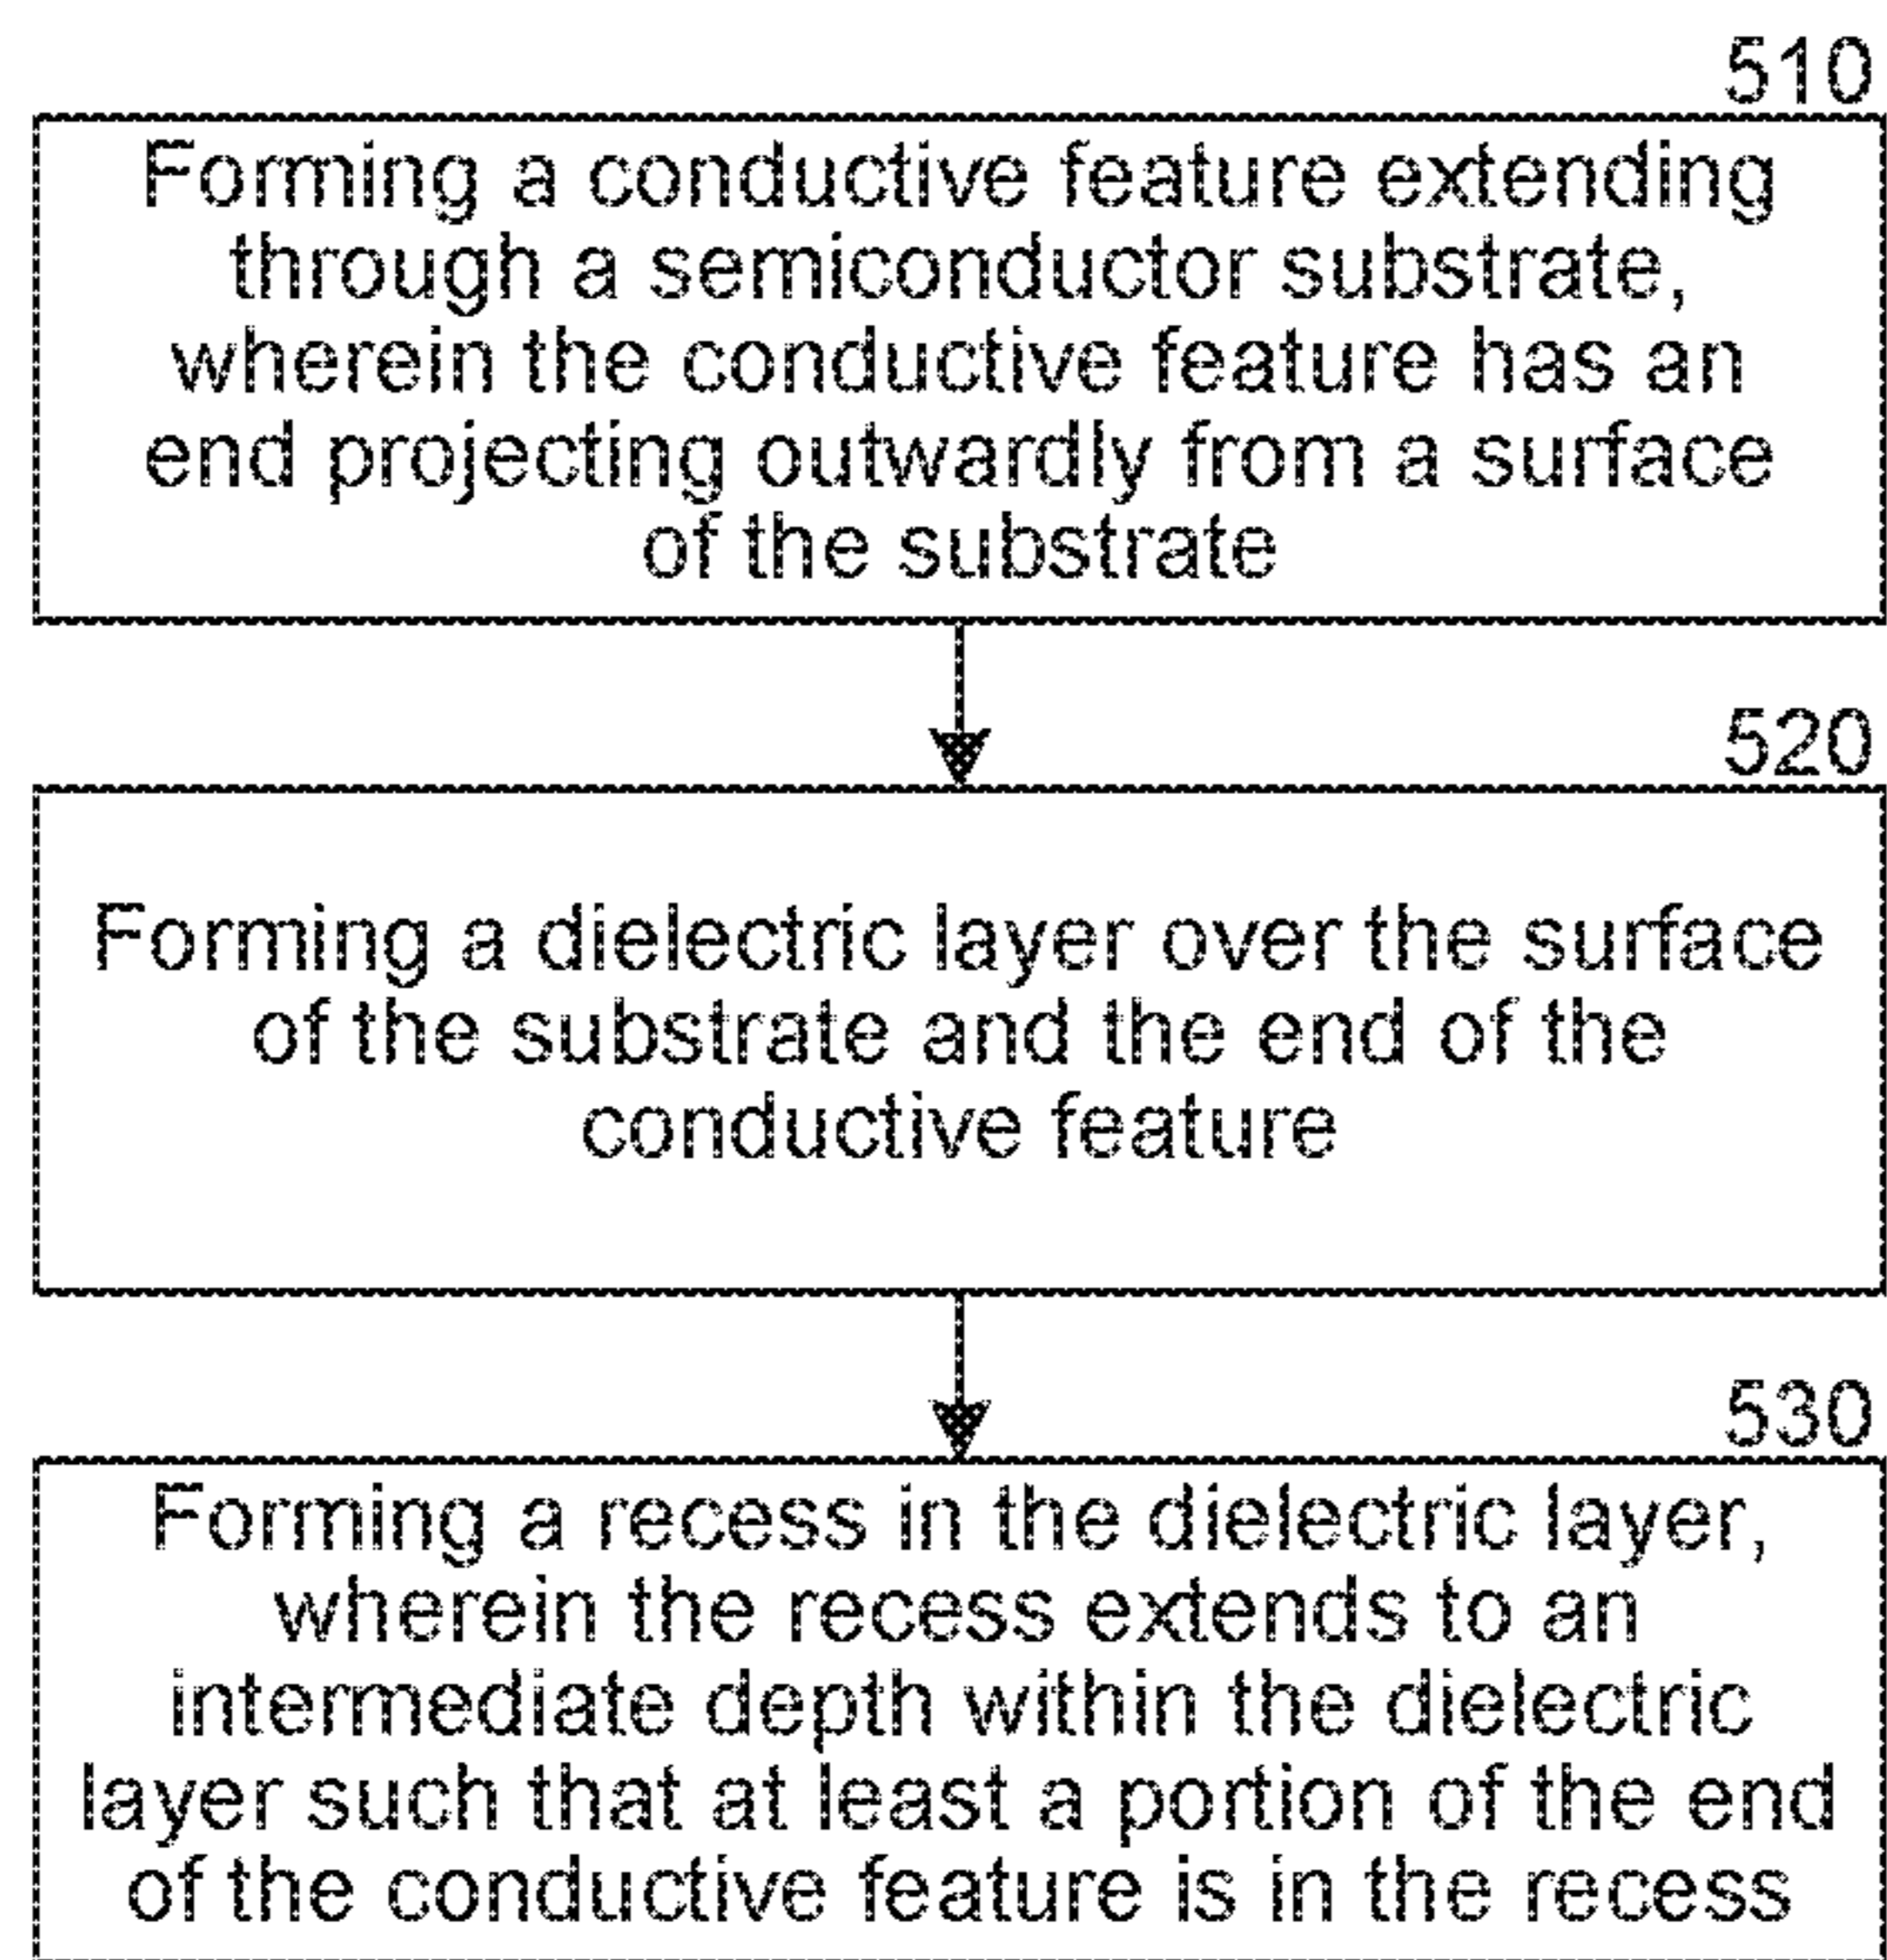 510
Forming a conductive feature extending
through a semiconductor substrate,
wherein the conductive feature has an
end projecting outwardly from a surface
of the substrate
520
Forming a dielectric layer over the surface
of the substrate and the end of the
conductive feature
530
Forming a recess in the dielectric layer,
wherein the recess extends to an
intermediate depth within the dielectric
layer such that at least a portion of the end
of the conductive feature is in the recess